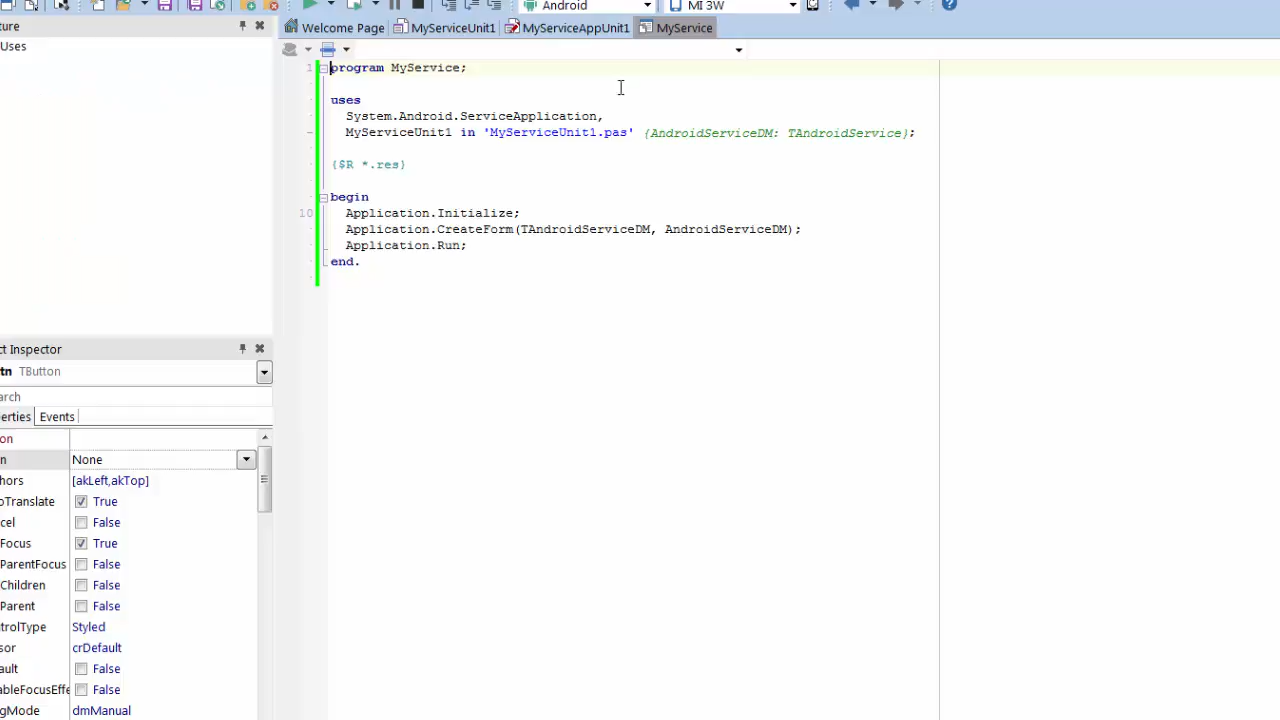 Android
MI 3W
ture
Welcome Page
MyServiceUnit1
MyServiceAppUnit1
MyService
Uses
1
program MyService;
uses
System.Android.ServiceApplication,
MyServiceUnit1 in 'MyServiceUnit1.pas' {AndroidServiceDM: TAndroidService};
{$R *.res}
begin
10
Application.Initialize;
Application.CreateForm(TAndroidServiceDM, AndroidServiceDM);
Application.Run;
end.
ct Inspector
tn TButton
arch
erties
Events
on
n None
hors [akLeft,akTop]
oTranslate True
cel False
Focus True
ParentFocus False
Children False
Parent False
trolType Styled
sor crDefault
ault False
ableFocusEffe False
gMode dmManual